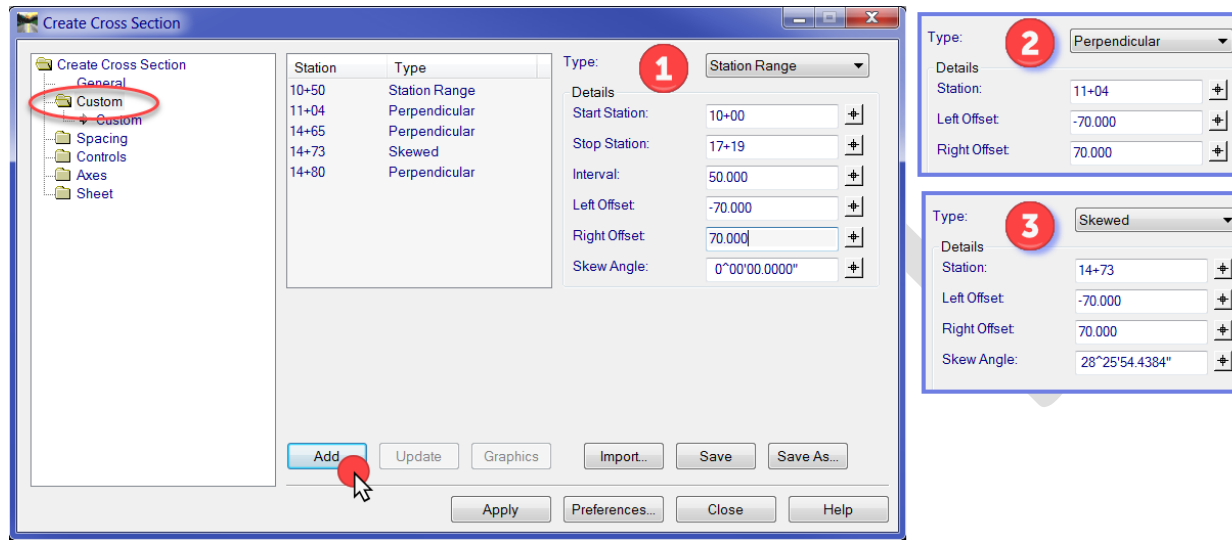 Create Cross Section
Create Cross Section
General
Custom
Custom
Spacing
Controls
Axes
Sheet
Station Type
10+50 Station Range
11+04 Perpendicular
14+65 Perpendicular
14+73 Skewed
14+80 Perpendicular
Type: 1 Station Range
Details
Start Station: 10+00
Stop Station: 17+19
Interval: 50.000
Left Offset: -70.000
Right Offset: 70.000
Skew Angle: 0^00'00.0000"
Add Update Graphics Import... Save Save As...
Apply Preferences... Close Help
Type: 2 Perpendicular
Details
Station: 11+04
Left Offset: -70.000
Right Offset: 70.000
Type: 3 Skewed
Details
Station: 14+73
Left Offset: -70.000
Right Offset: 70.000
Skew Angle: 28^25'54.4384"